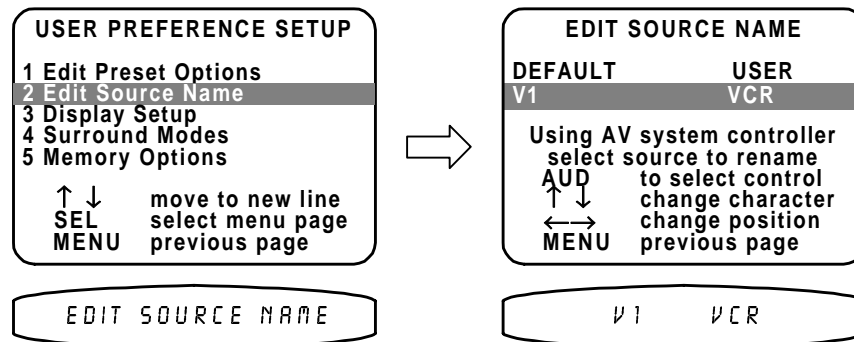 USER PREFERENCE SETUP
1 Edit Preset Options
2 Edit Source Name
3 Display Setup
4 Surround Modes
5 Memory Options
↑ ↓ move to new line
SEL select menu page
MENU previous page
EDIT SOURCE NAME
EDIT SOURCE NAME
DEFAULT USER
V1 VCR
Using AV system controller
select source to rename
AUD to select control
↑ ↓ change character
←→ change position
MENU previous page
V1 VCR